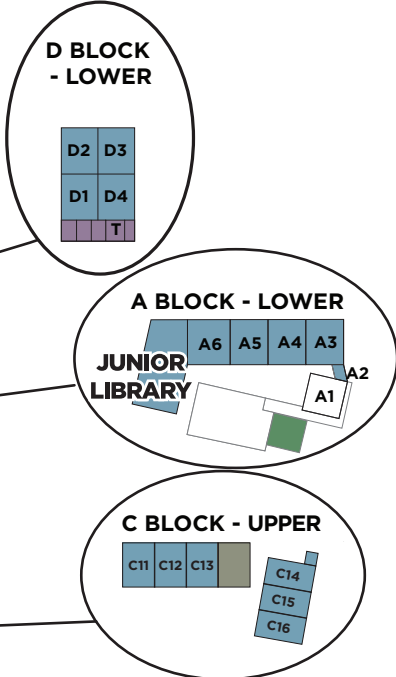 D BLOCK
- LOWER
D2 D3
D1 D4
T
A BLOCK - LOWER
A6 A5 A4 A3
JUNIOR
LIBRARY
A2
A1
C BLOCK - UPPER
C11 C12 C13
C14
C15
C16